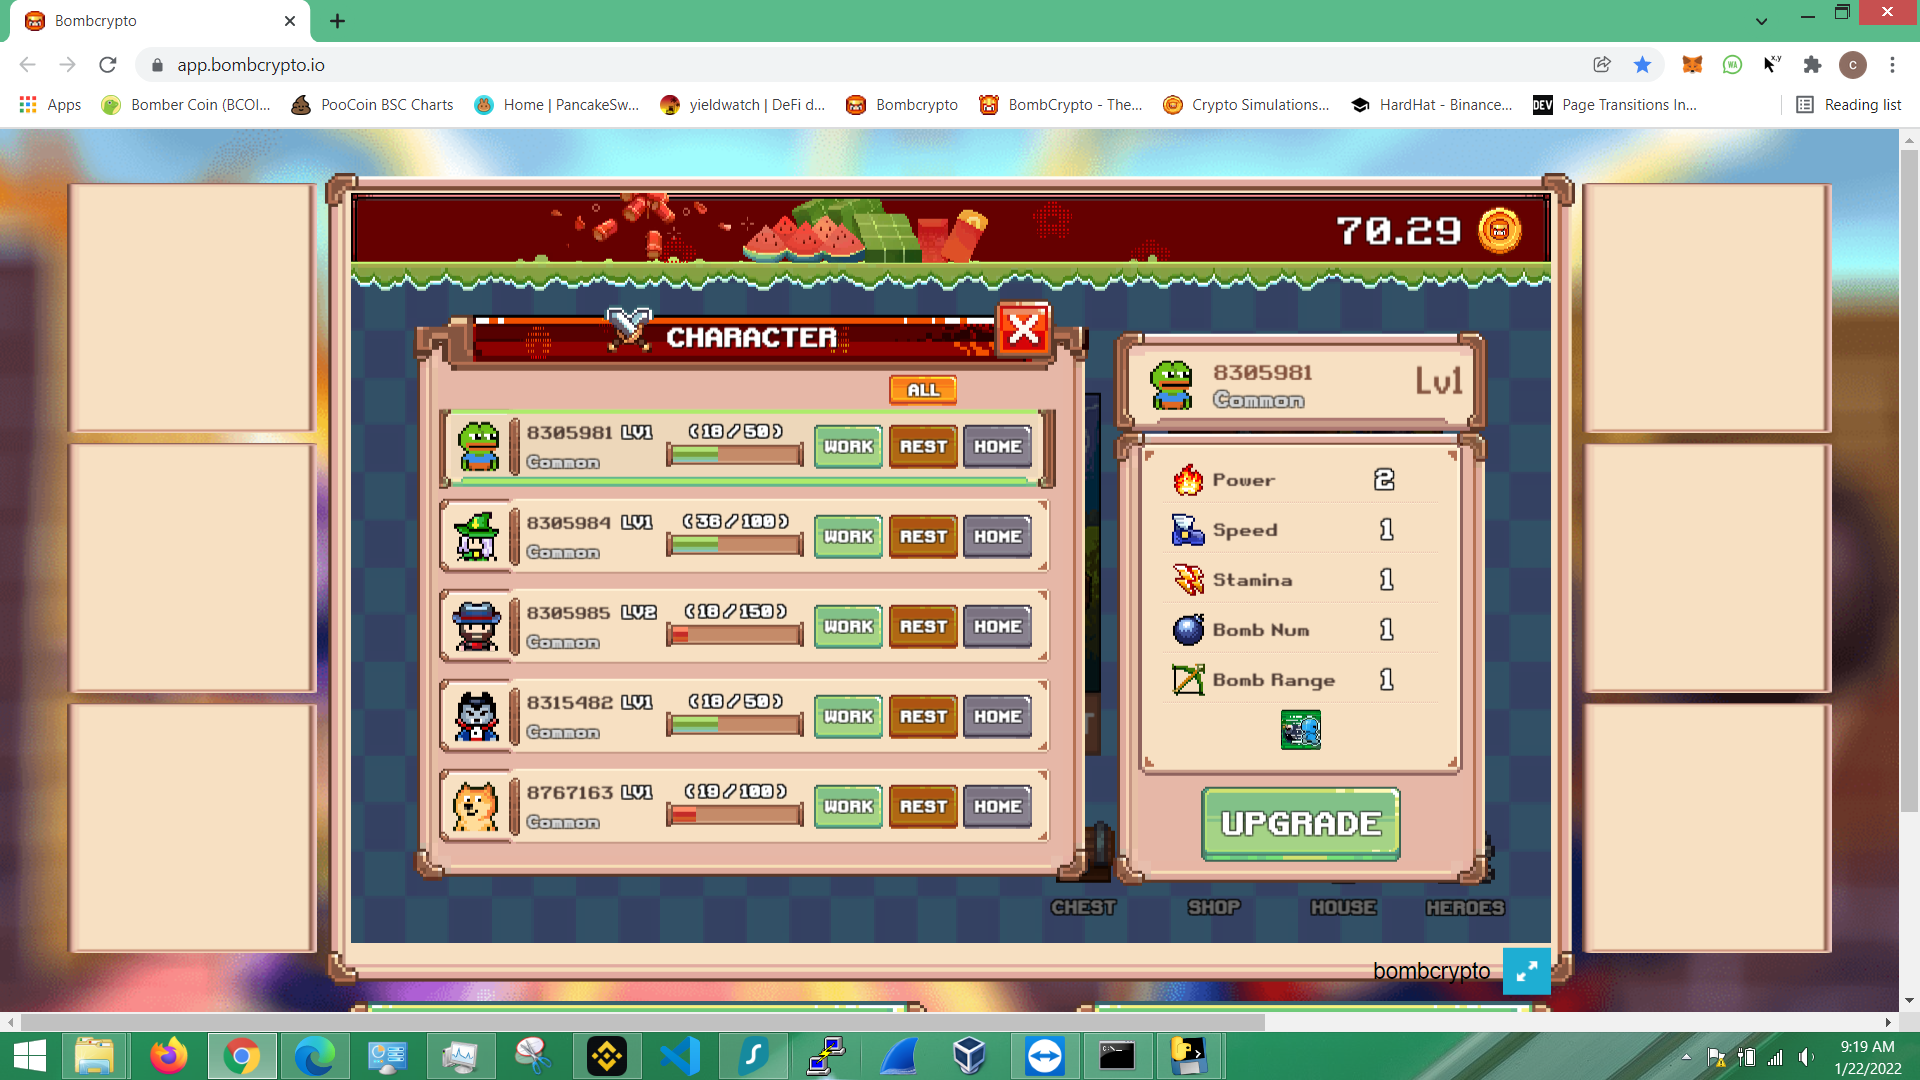 Bombcrypto
app.bombcrypto.io
Apps
Bomber Coin (BCOI...
PooCoin BSC Charts
Home | PancakeSw...
yieldwatch | DeFi d...
Bombcrypto
BombCrypto - The...
Crypto Simulations...
HardHat - Binance...
DEV
Page Transitions In...
Reading list
70.29
CHARACTER
ALL
8305981 LV1 (18/50)
Common
WORK REST HOME
8305984 LV1 (36/100)
Common
WORK REST HOME
8305985 LV2 (18/150)
Common
WORK REST HOME
8315482 LV1 (18/50)
Common
WORK REST HOME
8767163 LV1 (18/100)
Common
WORK REST HOME
8305981
Common
Lv1
Power 2
Speed 1
Stamina 1
Bomb Num 1
Bomb Range 1
UPGRADE
CHEST
SHOP
HOUSE
HEROES
bombcrypto
9:19 AM
1/22/2022